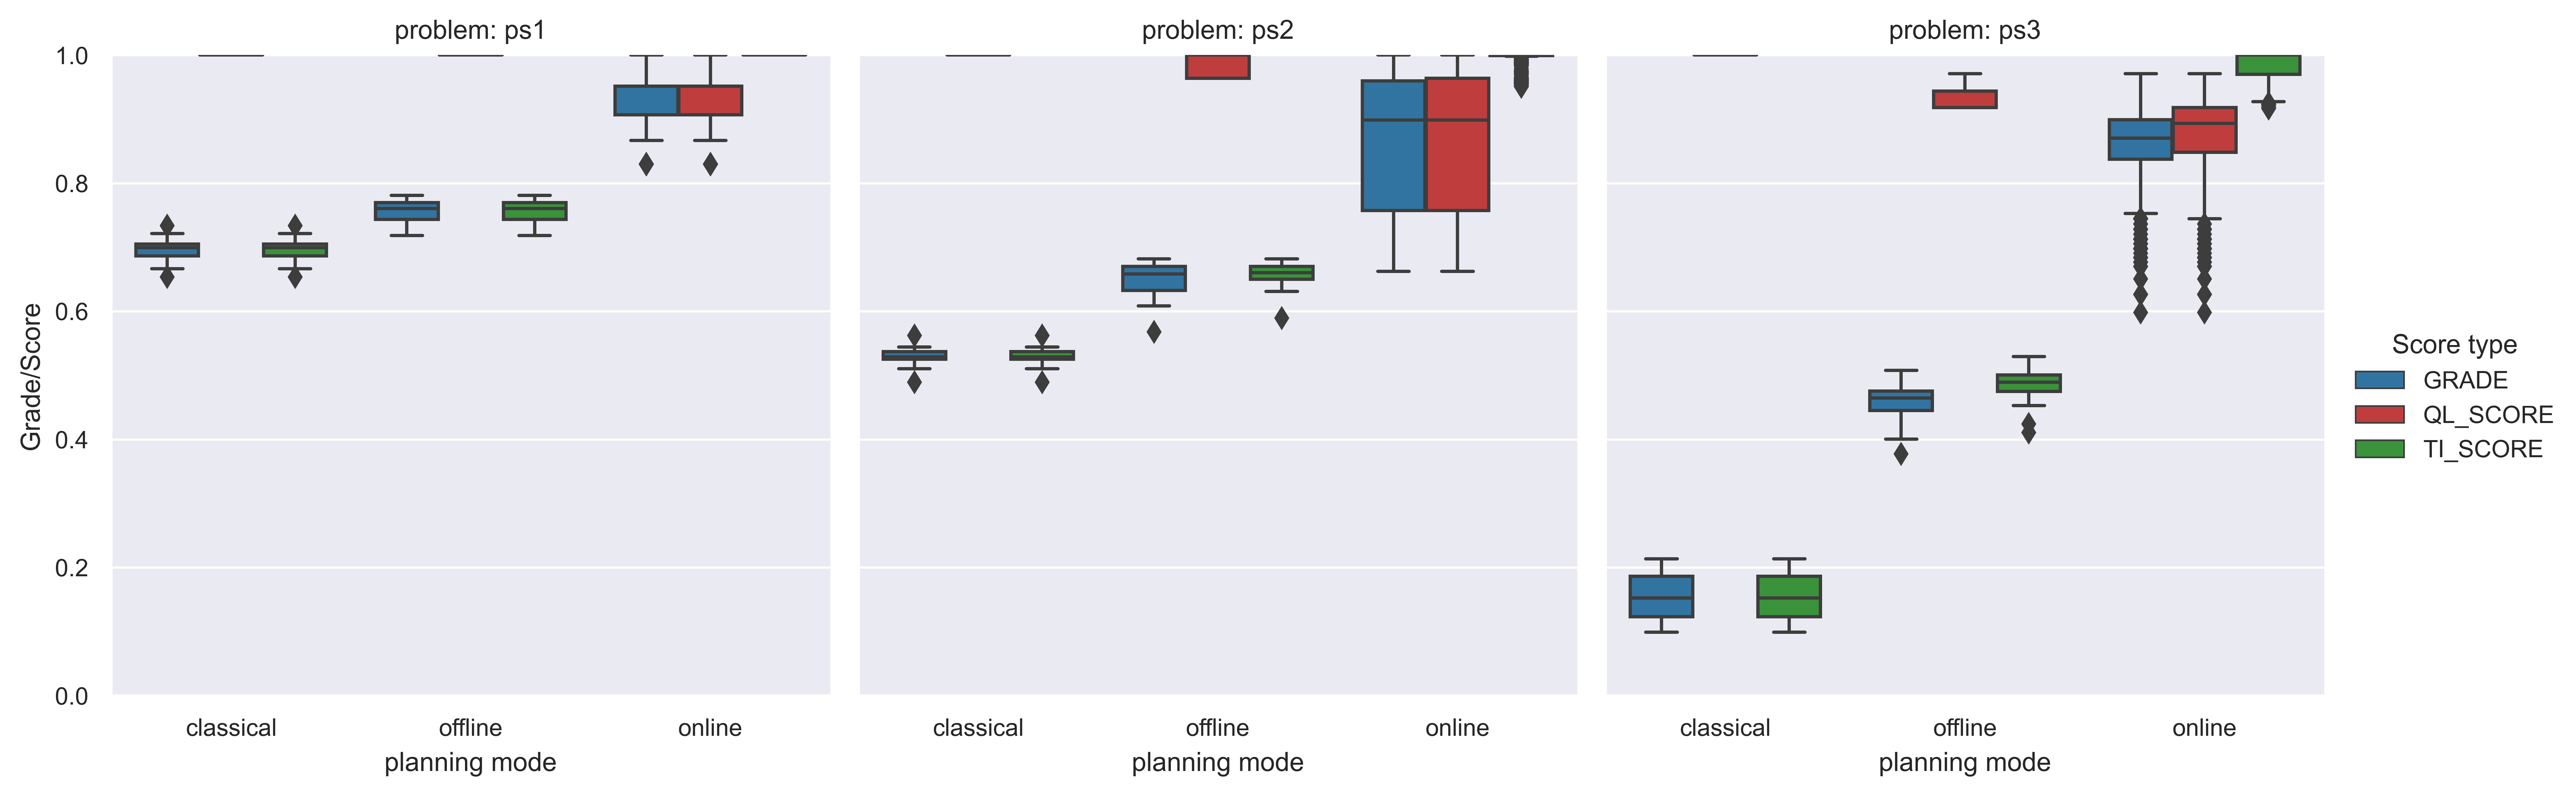 problem: ps1
problem: ps2
problem: ps3
Grade/Score
1.0
0.8
0.6
0.4
0.2
0.0
classical offline online
classical offline online
classical offline online
planning mode
planning mode
planning mode
Score type
GRADE
QL_SCORE
TI_SCORE